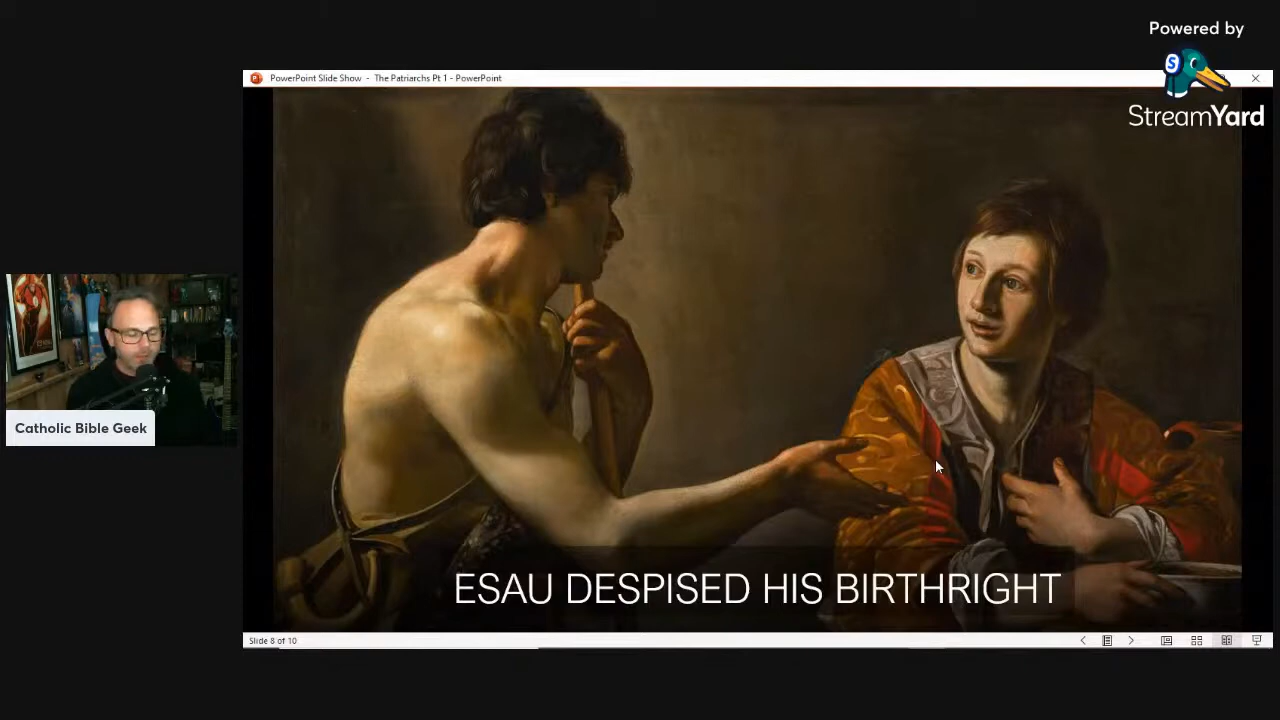 Powered by
StreamYard
PowerPoint Slide Show - The Patriarchs Pt 1 - PowerPoint
Catholic Bible Geek
ESAU DESPISED HIS BIRTHRIGHT
Slide 8 of 10